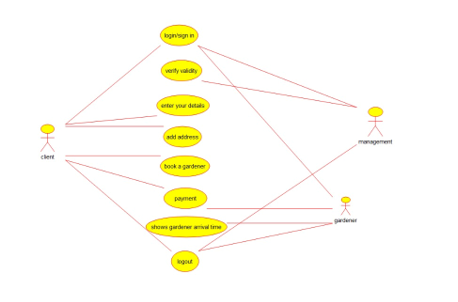 login/sign in
verify validity
enter your details
add address
client
management
book a gardener
payment
gardener
shows gardener arrival time
logout